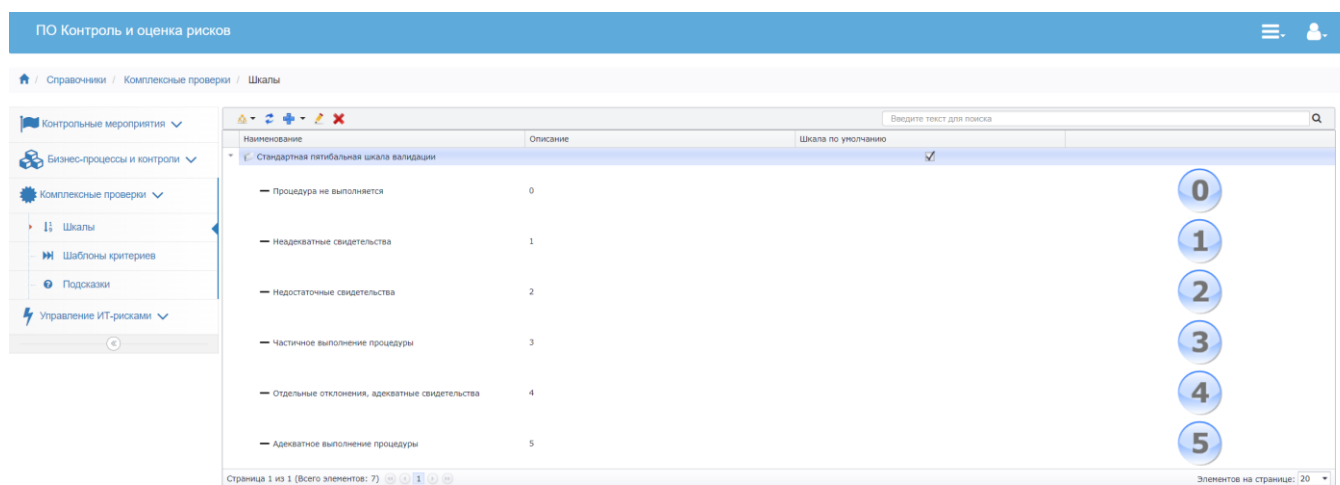 ПО Контроль и оценка рисков
/ Справочники / Комплексные проверки / Шкалы
Контрольные мероприятия
Бизнес-процессы и контроли
Комплексные проверки
Шкалы
Шаблоны критериев
Подсказки
Управление ИТ-рисками
Введите текст для поиска
Наименование Описание Шкала по умолчанию
Стандартная пятибальная шкала валидации
Процедура не выполняется 0 0
Неадекватные свидетельства 1 1
Недостаточные свидетельства 2 2
Частичное выполнение процедуры 3 3
Отдельные отклонения, адекватные свидетельства 4 4
Адекватное выполнение процедуры 5 5
Страница 1 из 1 (Всего элементов: 7) 1 Элементов на странице: 20